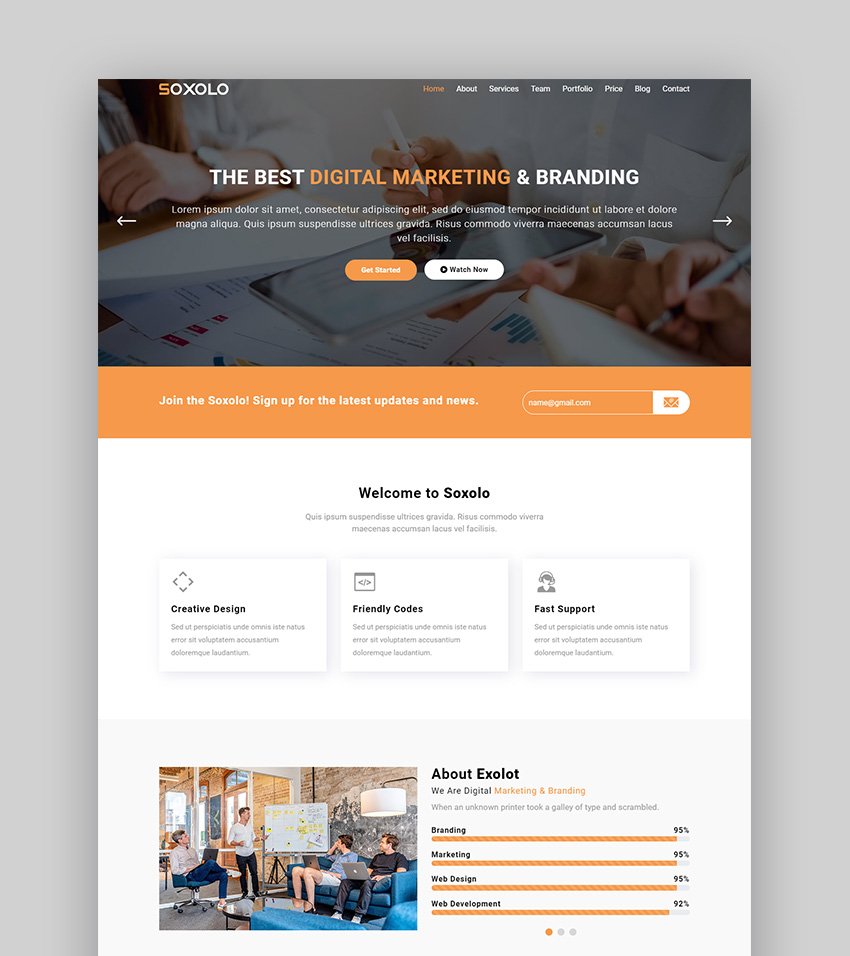 SOXOLO
Home About Services Team Portfolio Price Blog Contact
THE BEST DIGITAL MARKETING & BRANDING
Lorem ipsum dolor sit amet, consectetur adipiscing elit, sed do eiusmod tempor incididunt ut labore et dolore
magna aliqua. Quis ipsum suspendisse ultrices gravida. Risus commodo viverra maecenas accumsan lacus
vel facilisis.
Get Started
Watch Now
Join the Soxolo! Sign up for the latest updates and news.
name@gmail.com
Welcome to Soxolo
Quis ipsum suspendisse ultrices gravida. Risus commodo viverra
maecenas accumsan lacus vel facilisis.
</>
Creative Design
Sed ut perspiciatis unde omnis iste natus
error sit voluptatem accusantium
doloremque laudantium.
Friendly Codes
Sed ut perspiciatis unde omnis iste natus
error sit voluptatem accusantium
doloremque laudantium.
Fast Support
Sed ut perspiciatis unde omnis iste natus
error sit voluptatem accusantium
doloremque laudantium.
About Exolot
We Are Digital Marketing & Branding
When an unknown printer took a galley of type and scrambled.
Branding 95%
Marketing 95%
Web Design 95%
Web Development 92%